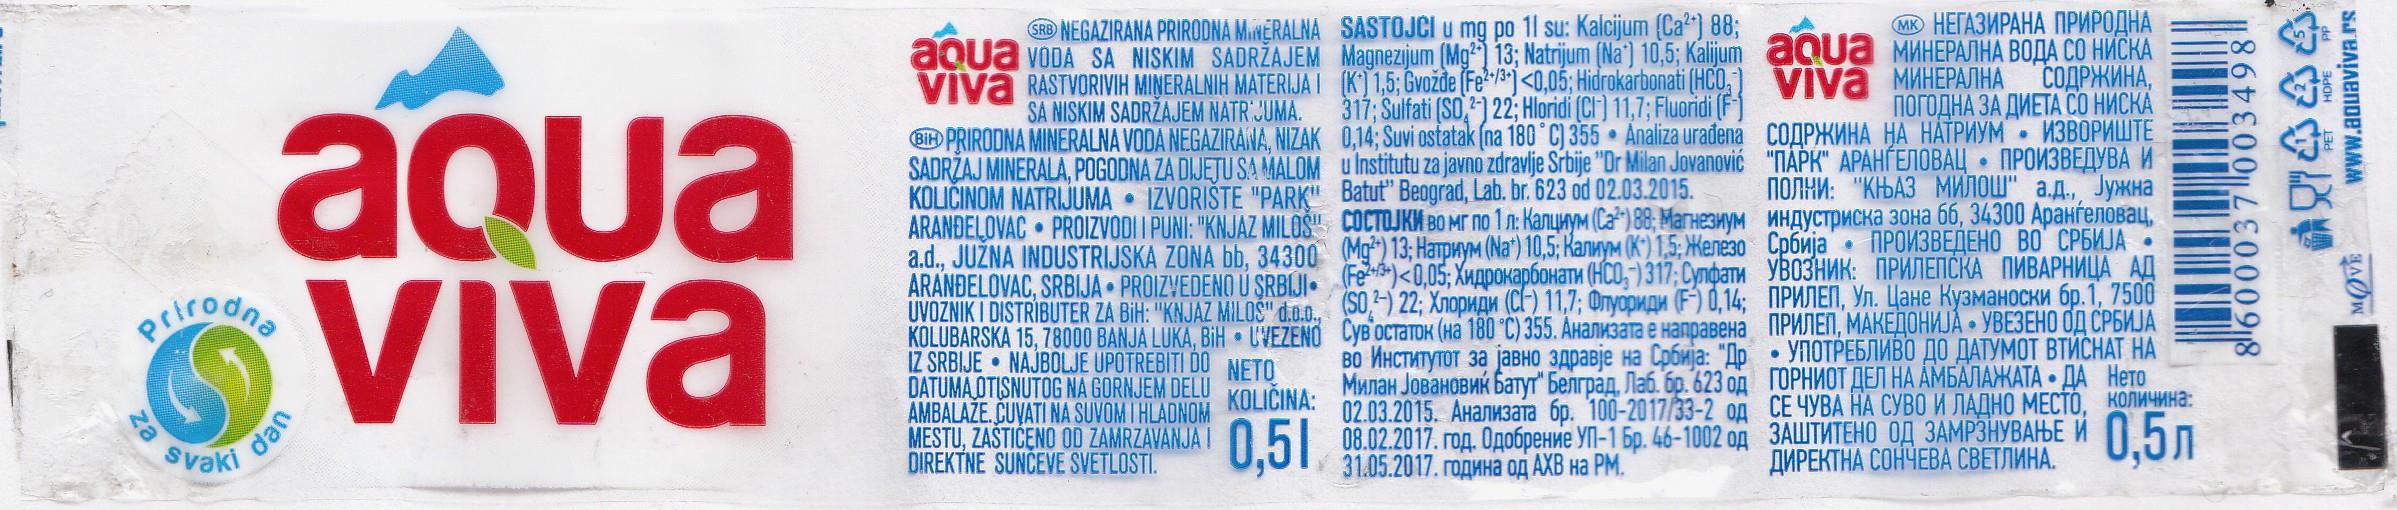 aqua
viva
Prirodna
za svaki dan
aqua
viva
SRB NEGAZIRANA PRIRODNA MINERALNA
VODA SA NISKIM SADRŽAJEM
RASTVORIVIH MINERALNIH MATERIJA I
SA NISKIM SADRŽAJEM NATRIJUMA.
BiH PRIRODNA MINERALNA VODA NEGAZIRANA, NIZAK
SADRŽAJ MINERALA, POGODNA ZA DIJETU SA MALOM
KOLIČINOM NATRIJUMA • IZVORIŠTE "PARK"
ARANĐELOVAC • PROIZVODI I PUNI: "KNJAZ MILOŠ"
a.d., JUŽNA INDUSTRIJSKA ZONA bb, 34300
ARANĐELOVAC, SRBIJA • PROIZVEDENO U SRBIJI •
UVOZNIK I DISTRIBUTER ZA BiH: "KNJAZ MILOŠ" d.o.o.,
KOLUBARSKA 15, 78000 BANJA LUKA, BiH • UVEZENO
IZ SRBIJE • NAJBOLJE UPOTREBITI DO
DATUMA OTISNUTOG NA GORNJEM DELU
AMBALAŽE. ČUVATI NA SUVOM I HLADNOM
MESTU, ZAŠTIĆENO OD ZAMRZAVANJA I
DIREKTNE SUNČEVE SVETLOSTI.
NETO
KOLIČINA:
0,5l
SASTOJCI u mg po 1l su: Kalcijum (Ca²⁺) 88;
Magnezijum (Mg²⁺) 13; Natrijum (Na⁺) 10,5; Kalijum
(K⁺) 1,5; Gvožđe (Fe²⁺/³⁺) <0,05; Hidrokarbonati (HCO₃⁻)
317; Sulfati (SO₄²⁻) 22; Hloridi (Cl⁻) 11,7; Fluoridi (F⁻)
0,14; Suvi ostatak (na 180 °C) 355 • Analiza urađena
u Institutu za javno zdravlje Srbije "Dr Milan Jovanović
Batut" Beograd, Lab. br. 623 od 02.03.2015.
СОСТОЈКИ во мг по 1 л: Калциум (Ca²⁺) 88; Магнезиум
(Mg²⁺) 13; Натриум (Na⁺) 10,5; Калиум (K⁺) 1,5; Железо
(Fe²⁺/³⁺) <0,05; Хидрокарбонати (HCO₃⁻) 317; Сулфати
(SO₄²⁻) 22; Хлориди (Cl⁻) 11,7; Флуориди (F⁻) 0,14;
Сув остаток (на 180 °C) 355. Анализата е направена
во Институтот за јавно здравје на Србија: "Др
Милан Јовановиќ Батут" Белград, Лаб. бр. 623 од
02.03.2015. Анализата бр. 100-2017/33-2 од
08.02.2017. год. Одобрение УП-1 Бр. 46-1002 од
31.05.2017. година од АХВ на РМ.
aqua
viva
MK НЕГАЗИРАНА ПРИРОДНА
МИНЕРАЛНА ВОДА СО НИСКА
МИНЕРАЛНА СОДРЖИНА,
ПОГОДНА ЗА ДИЕТА СО НИСКА
СОДРЖИНА НА НАТРИУМ • ИЗВОРИШТЕ
"ПАРК" АРАНЃЕЛОВАЦ • ПРОИЗВЕДУВА И
ПОЛНИ: "КЊАЗ МИЛОШ" а.д., Јужна
индустриска зона бб, 34300 Аранѓеловац,
Србија • ПРОИЗВЕДЕНО ВО СРБИЈА •
УВОЗНИК: ПРИЛЕПСКА ПИВАРНИЦА АД
ПРИЛЕП, Ул. Цане Кузманоски бр.1, 7500
ПРИЛЕП, МАКЕДОНИЈА • УВЕЗЕНО ОД СРБИЈА
• УПОТРЕБЛИВО ДО ДАТУМОТ ВТИСНАТ НА
ГОРНИОТ ДЕЛ НА АМБАЛАЖАТА • ДА
СЕ ЧУВА НА СУВО И ЛАДНО МЕСТО,
ЗАШТИТЕНО ОД ЗАМРЗНУВАЊЕ И
ДИРЕКТНА СОНЧЕВА СВЕТЛИНА.
Нето
количина:
0,5 л
8600037003498
5 PP
2 HDPE
1 PET
www.aquaviva.rs